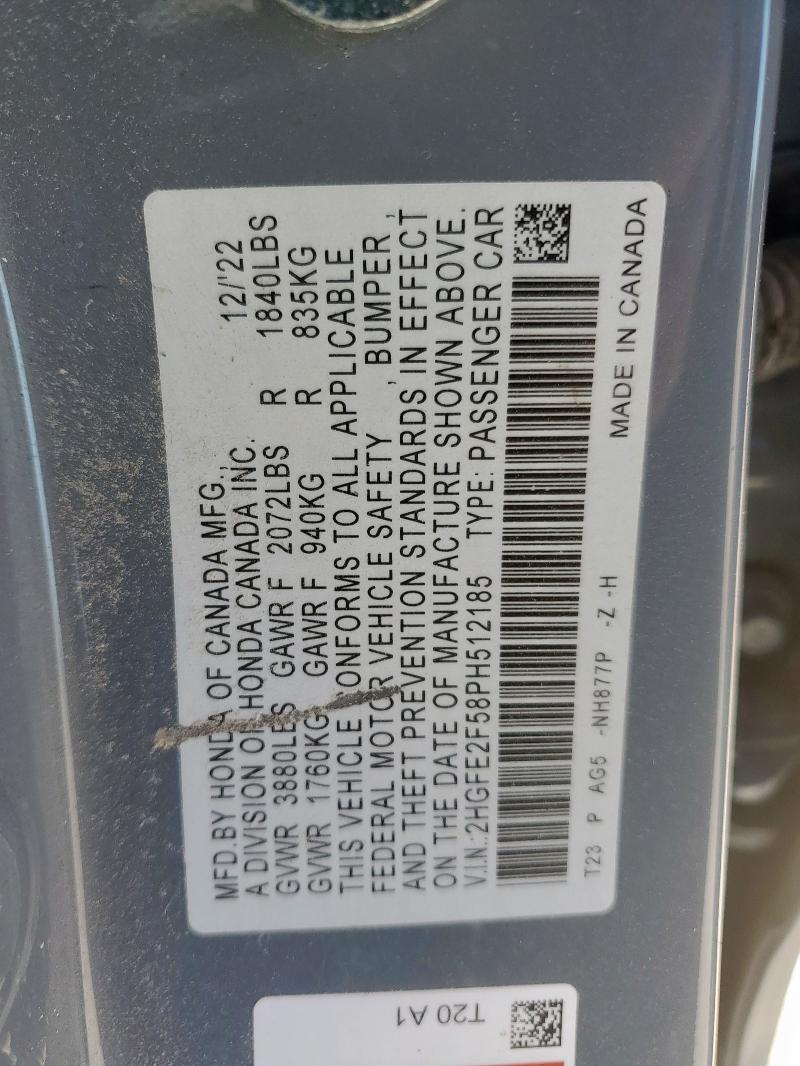 MFD.BY HONDA OF CANADA MFG., 12/'22
A DIVISION OF HONDA CANADA INC.
GVWR 3880LBS GAWR F 2072LBS R 1840LBS
GVWR 1760KG GAWR F 940KG R 835KG
THIS VEHICLE CONFORMS TO ALL APPLICABLE
FEDERAL MOTOR VEHICLE SAFETY , BUMPER ,
AND THEFT PREVENTION STANDARDS, IN EFFECT
ON THE DATE OF MANUFACTURE SHOWN ABOVE.
V.I.N.:2HGFE2F58PH512185 TYPE: PASSENGER CAR
T23 P AG5 -NH877P -Z -H
MADE IN CANADA
T20 A1